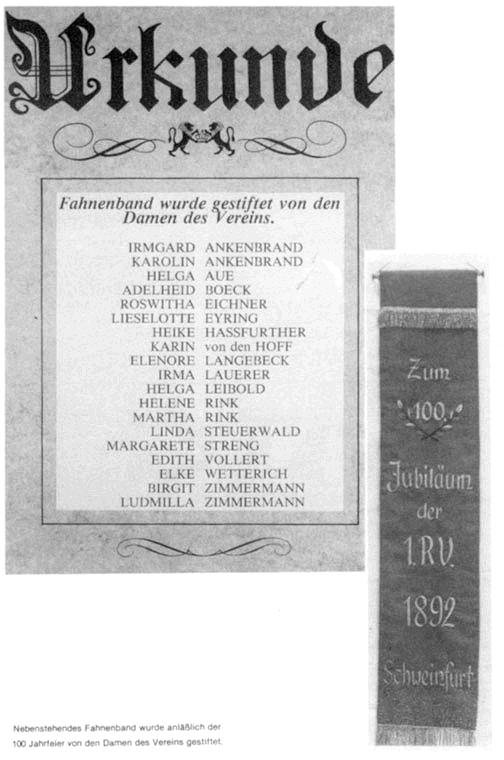 Urkunde
Fahnenband wurde gestiftet von den
Damen des Vereins.
IRMGARD ANKENBRAND
KAROLIN ANKENBRAND
HELGA AUE
ADELHEID BOECK
ROSWITHA EICHNER
LIESELOTTE EYRING
HEIKE HASSFURTHER
KARIN von den HOFF
ELENORE LANGEBECK
IRMA LAUERER
HELGA LEIBOLD
HELENE RINK
MARTHA RINK
LINDA STEUERWALD
MARGARETE STRENG
EDITH VOLLERT
ELKE WETTERICH
BIRGIT ZIMMERMANN
LUDMILLA ZIMMERMANN
Zum
100.
Jubiläum
der
1.R.V.
1892
Schweinfurt
Nebenstehendes Fahnenband wurde anläßlich der
100 Jahrfeier von den Damen des Vereins gestiftet.